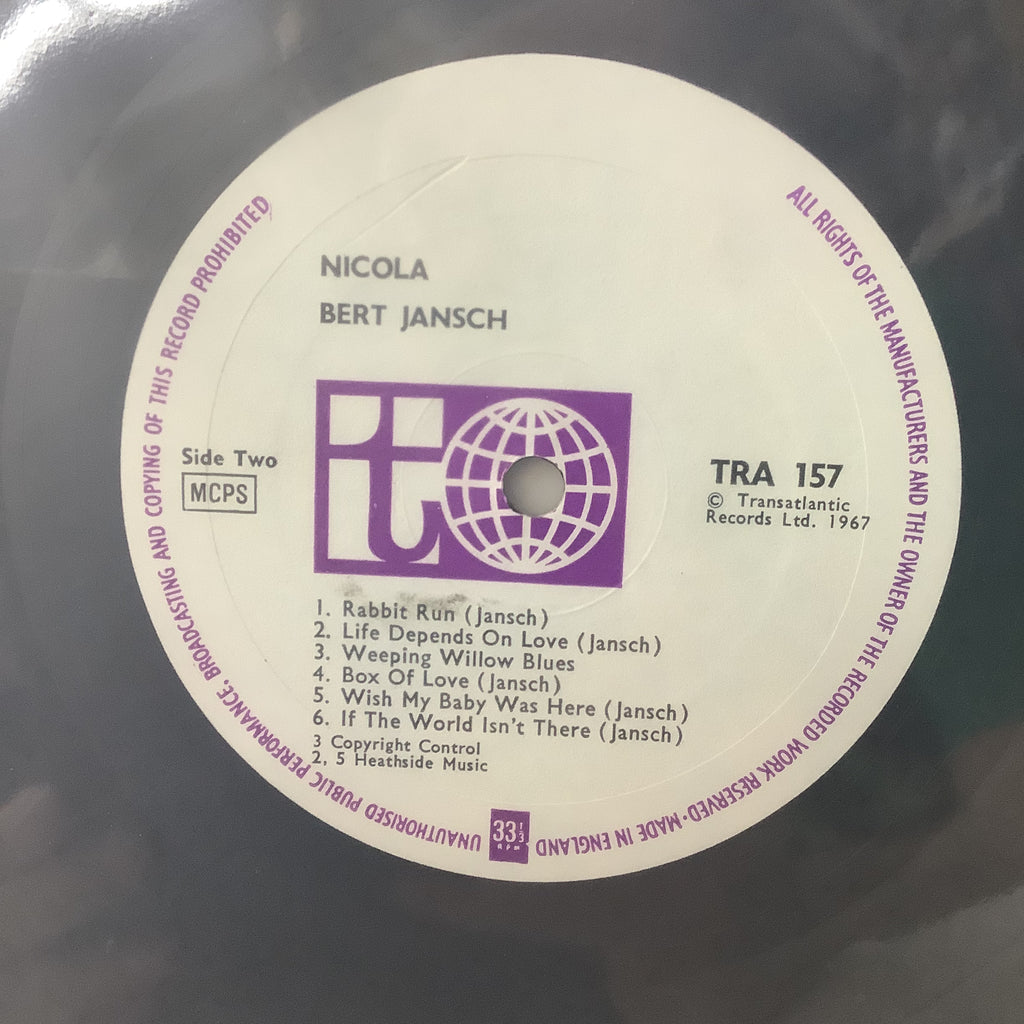 NICOLA
BERT JANSCH
t
Side Two
MCPS
TRA 157
© Transatlantic
Records Ltd. 1967
1. Rabbit Run (Jansch)
2. Life Depends On Love (Jansch)
3. Weeping Willow Blues
4. Box Of Love (Jansch)
5. Wish My Baby Was Here (Jansch)
6. If The World Isn't There (Jansch)
3 Copyright Control
2, 5 Heathside Music
33⅓
RPM
ALL RIGHTS OF THE MANUFACTURERS AND THE OWNER OF THE RECORDED WORK RESERVED · MADE IN ENGLAND
UNAUTHORISED PUBLIC PERFORMANCE, BROADCASTING AND COPYING OF THIS RECORD PROHIBITED